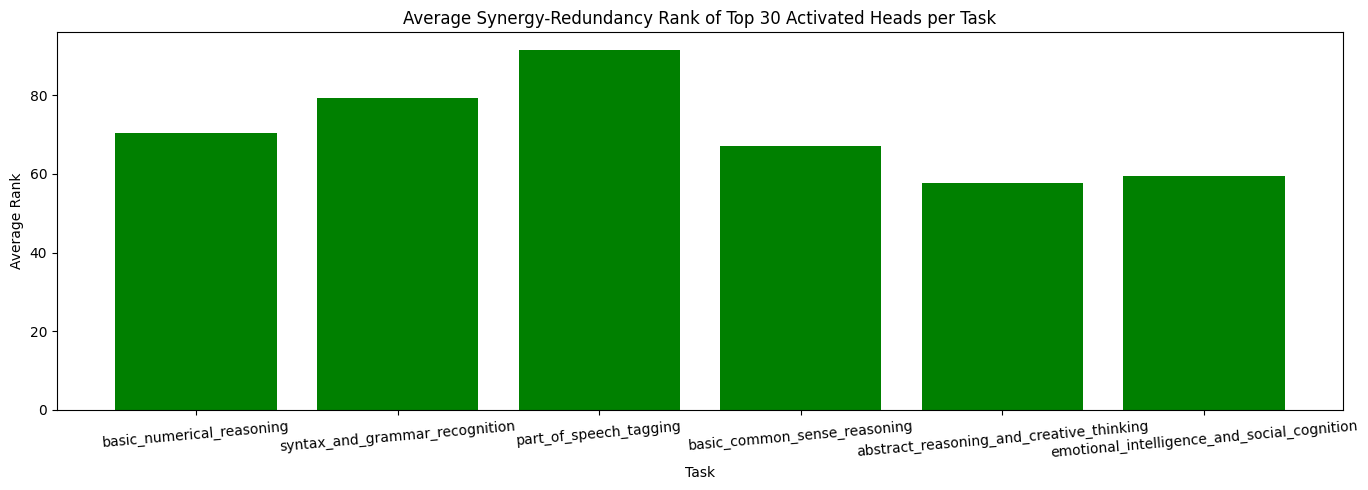 Average Synergy-Redundancy Rank of Top 30 Activated Heads per Task
Average Rank
80
60
40
20
0
basic_numerical_reasoning
syntax_and_grammar_recognition
part_of_speech_tagging
basic_common_sense_reasoning
abstract_reasoning_and_creative_thinking
emotional_intelligence_and_social_cognition
Task